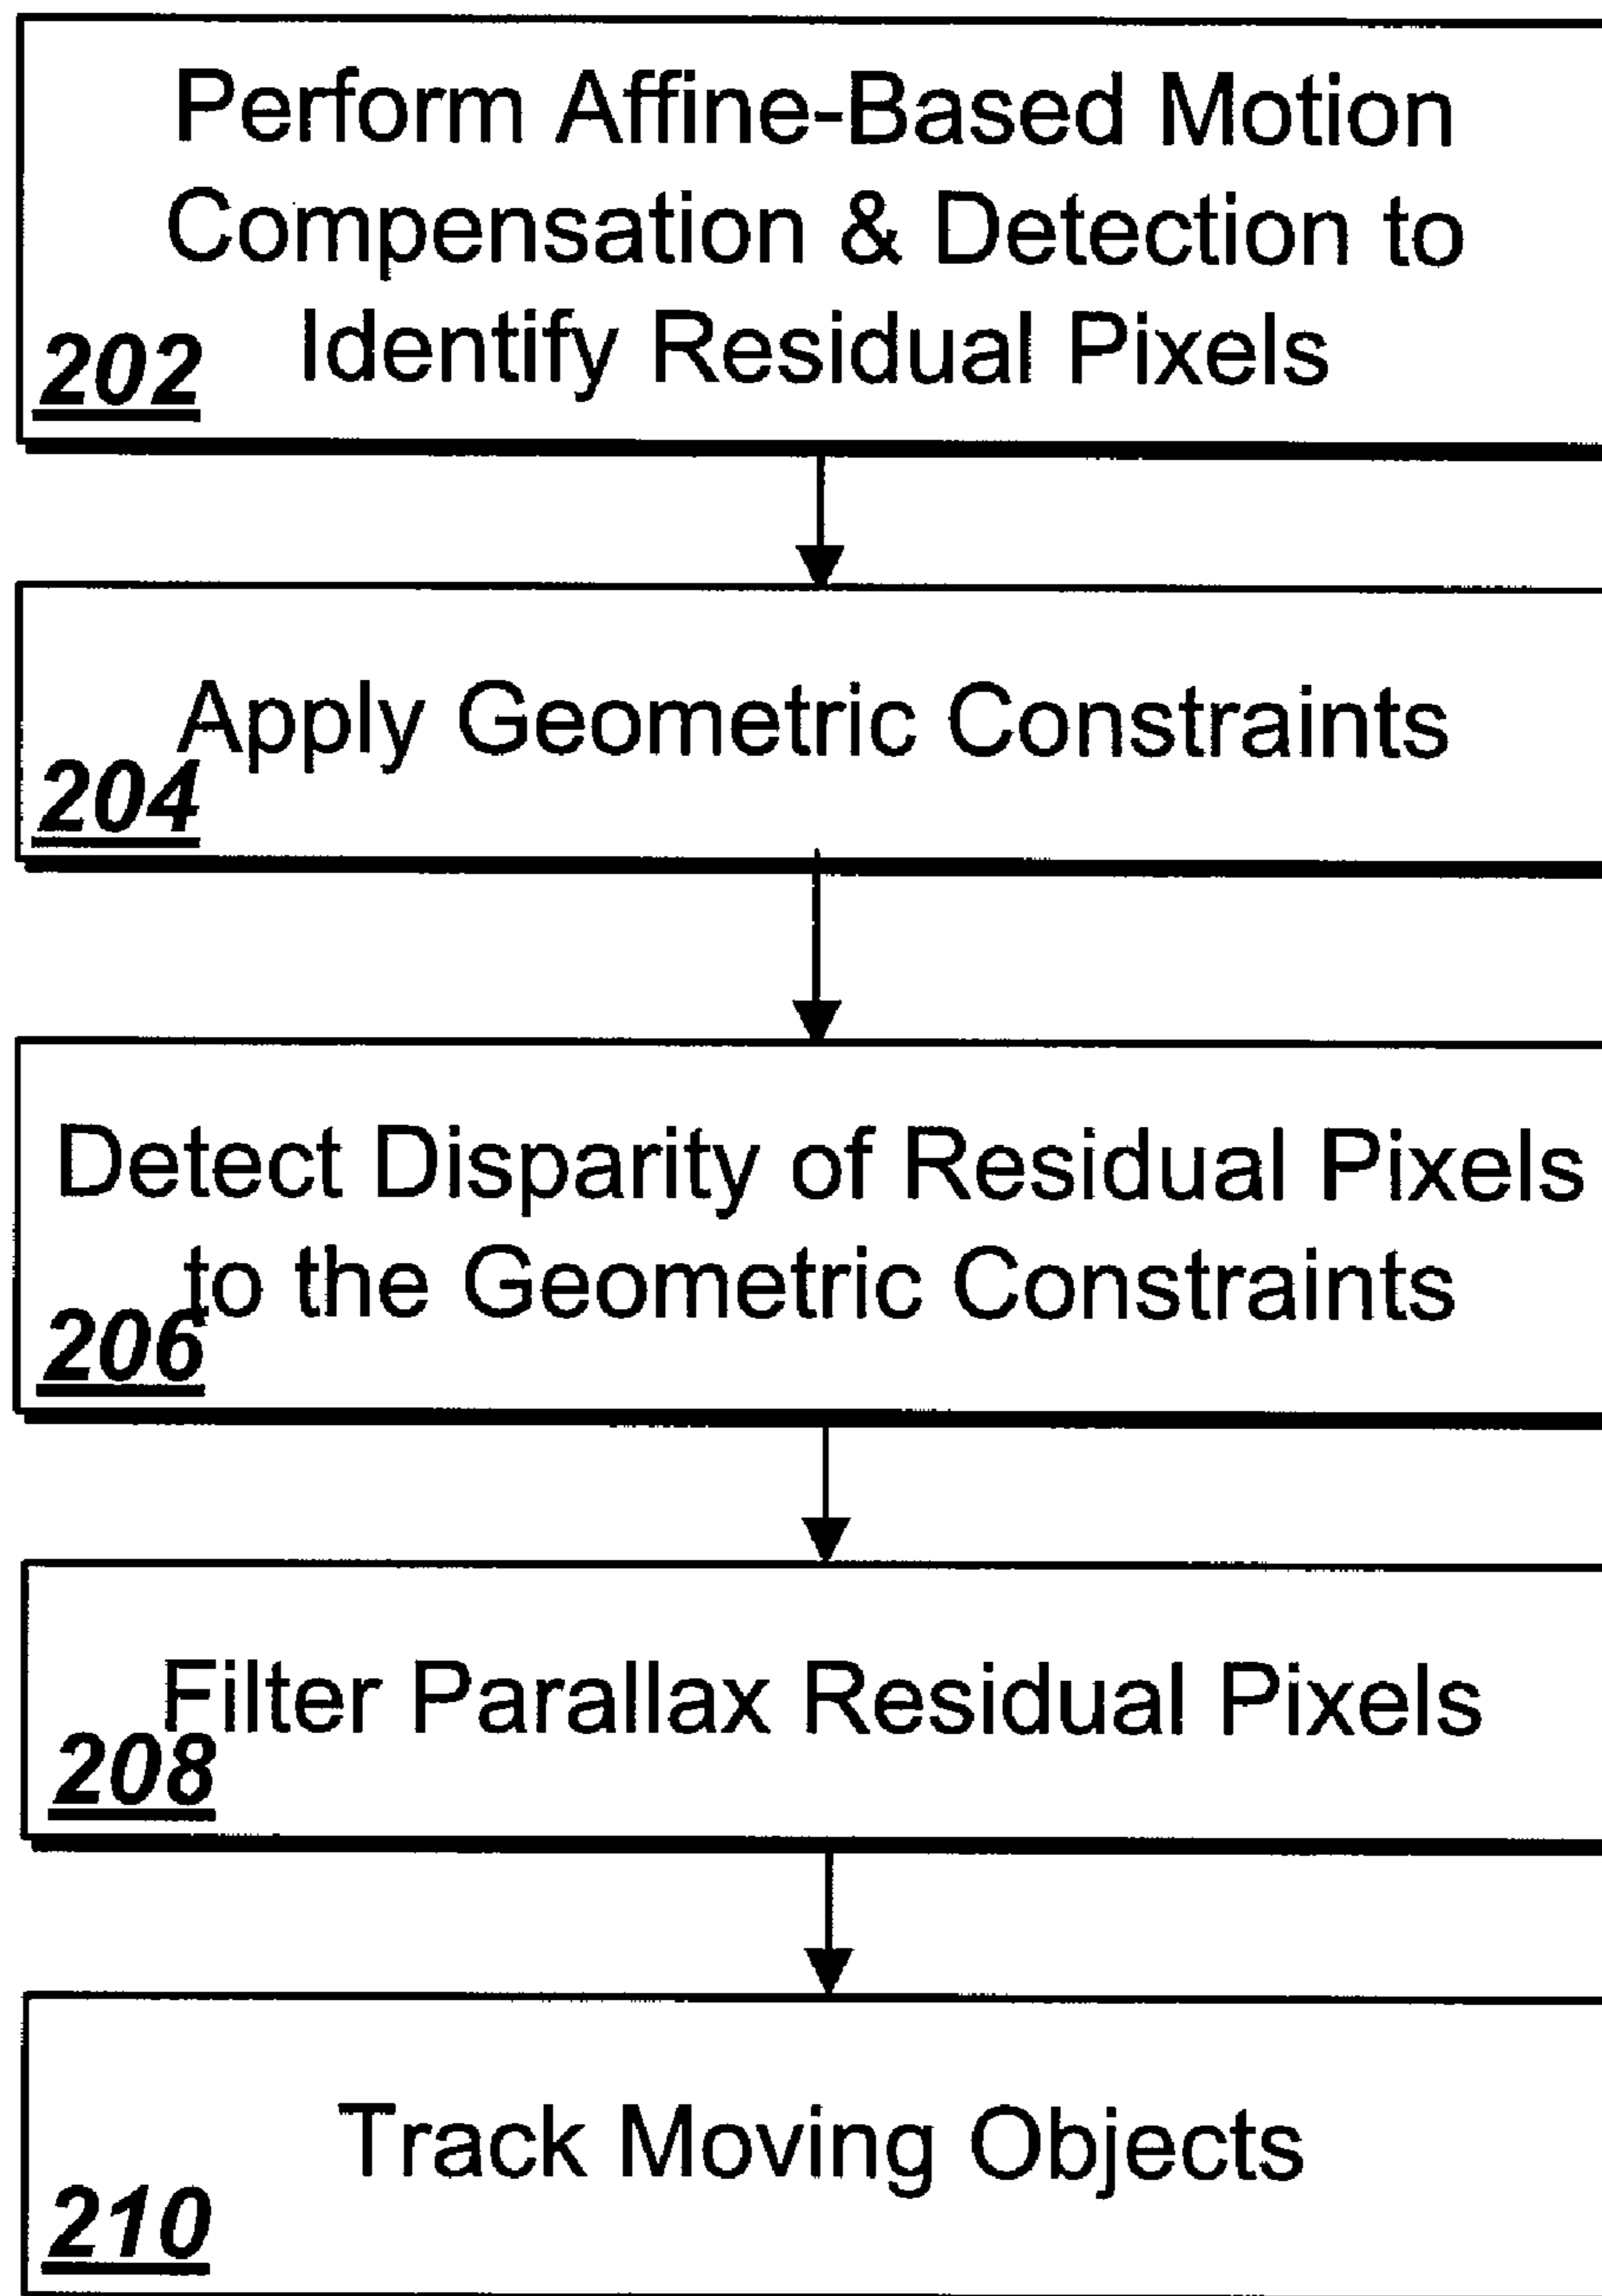 Perform Affine-Based Motion
Compensation & Detection to
Identify Residual Pixels
202
Apply Geometric Constraints
204
Detect Disparity of Residual Pixels
to the Geometric Constraints
206
Filter Parallax Residual Pixels
208
Track Moving Objects
210